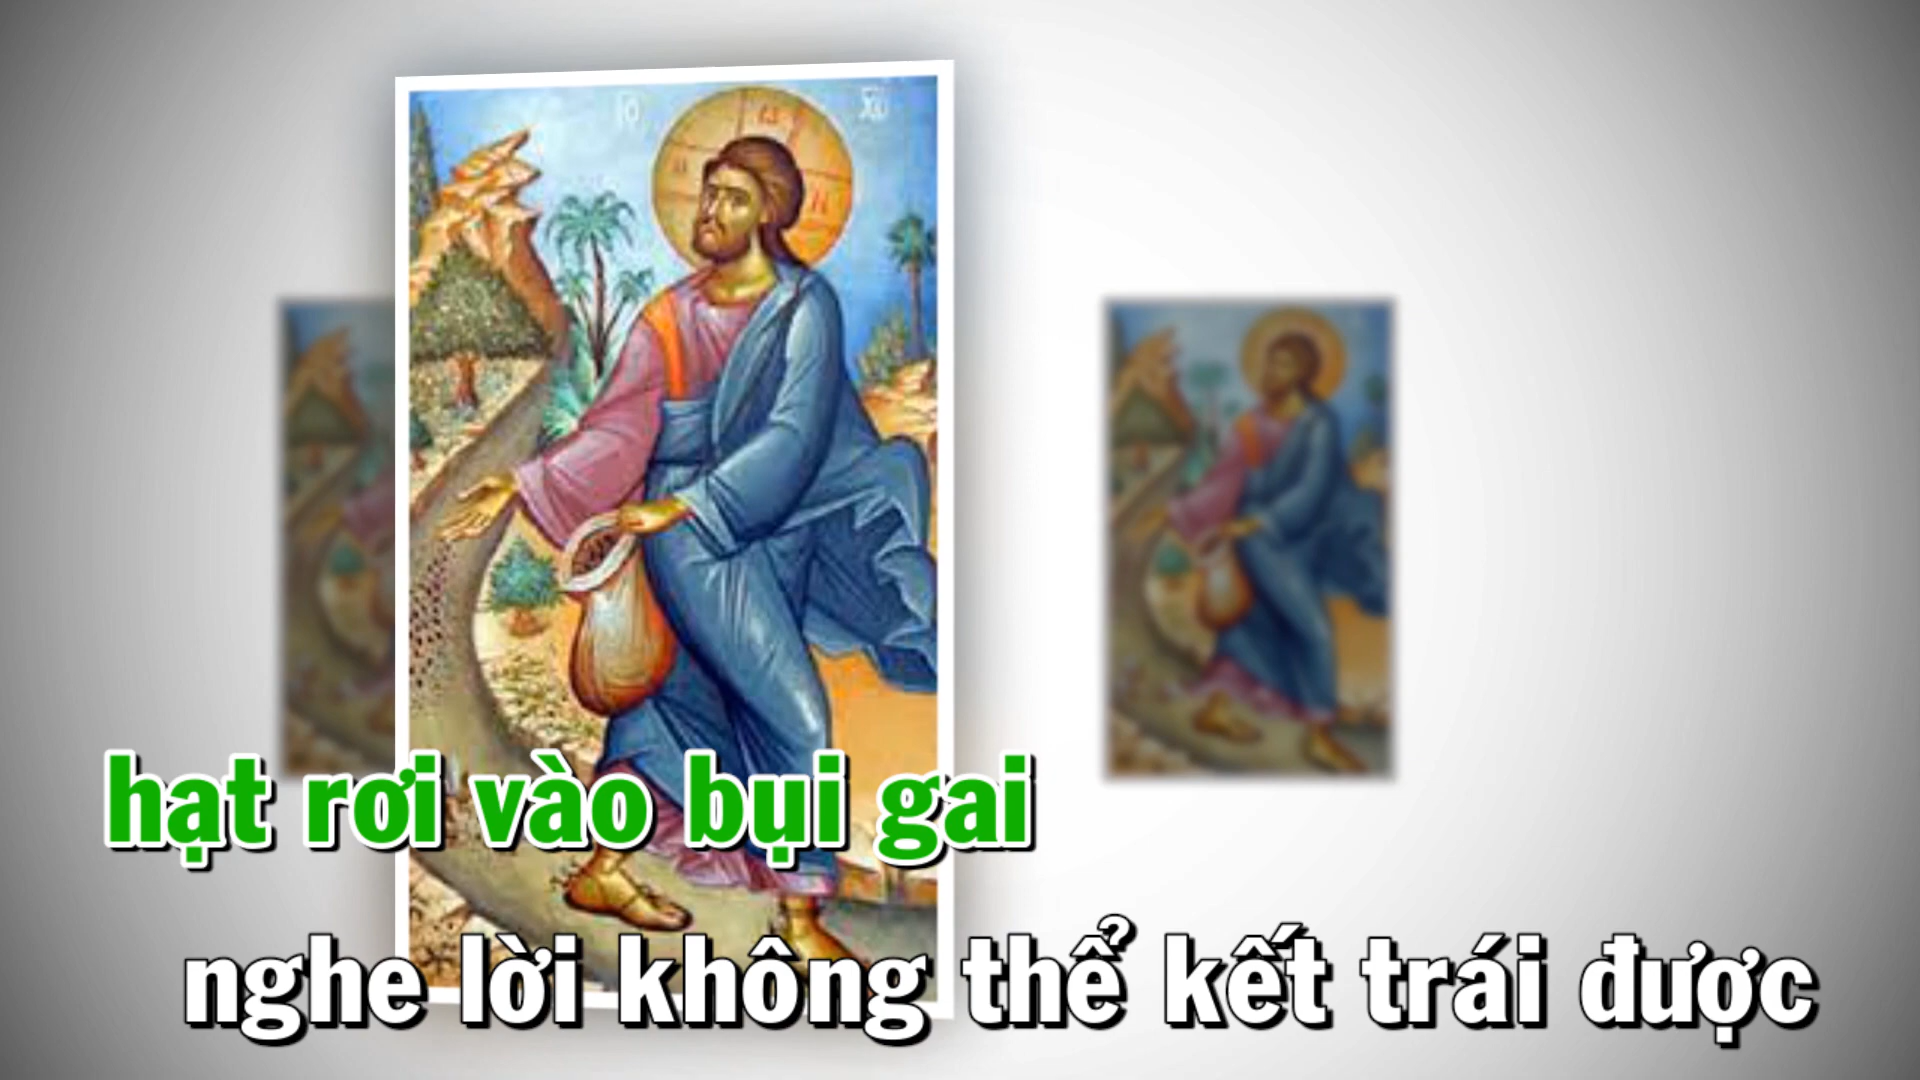 hạt rơi vào bụi gai
nghe lời không thể kết trái được